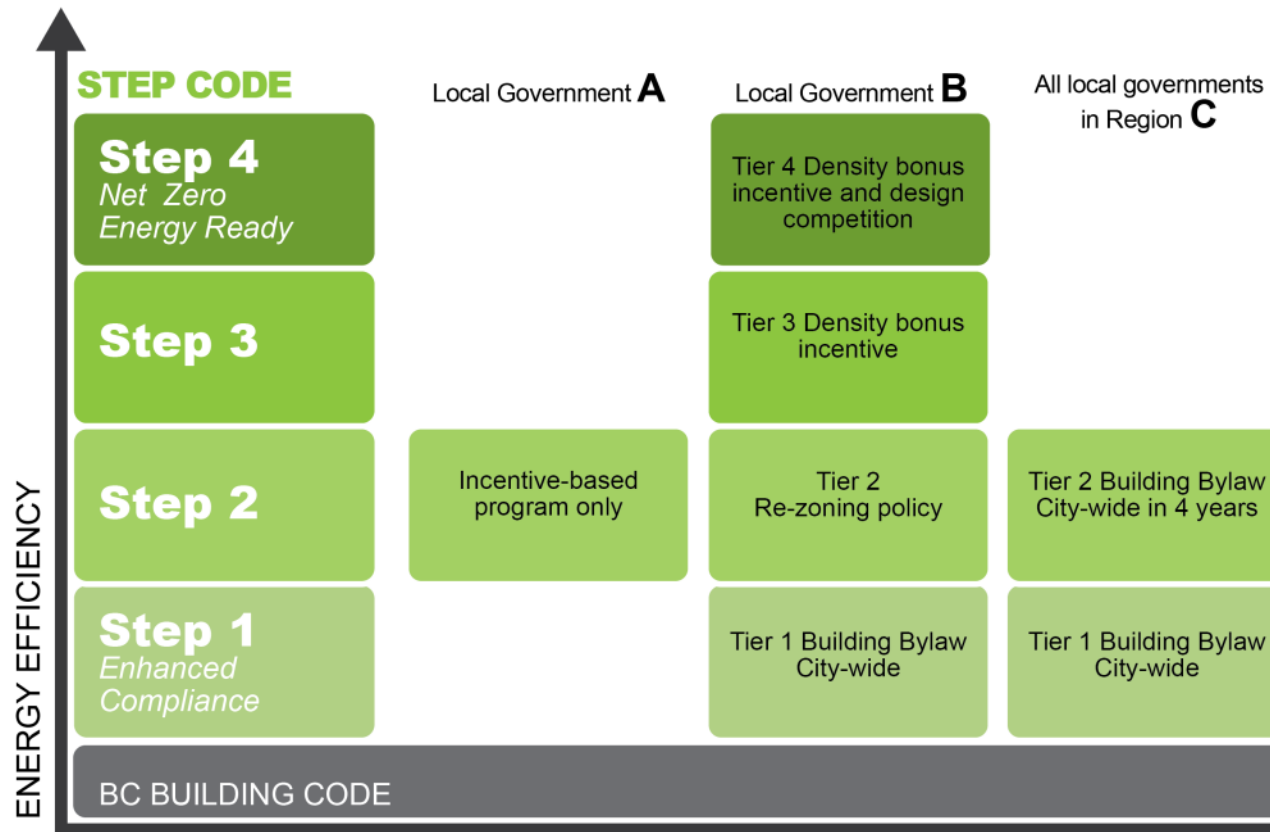 STEP CODE
Local Government A
Local Government B
All local governments
in Region C
Step 4
Net Zero
Energy Ready
Tier 4 Density bonus
incentive and design
competition
Step 3
Tier 3 Density bonus
incentive
Step 2
Incentive-based
program only
Tier 2
Re-zoning policy
Tier 2 Building Bylaw
City-wide in 4 years
Step 1
Enhanced
Compliance
Tier 1 Building Bylaw
City-wide
Tier 1 Building Bylaw
City-wide
BC BUILDING CODE
ENERGY EFFICIENCY